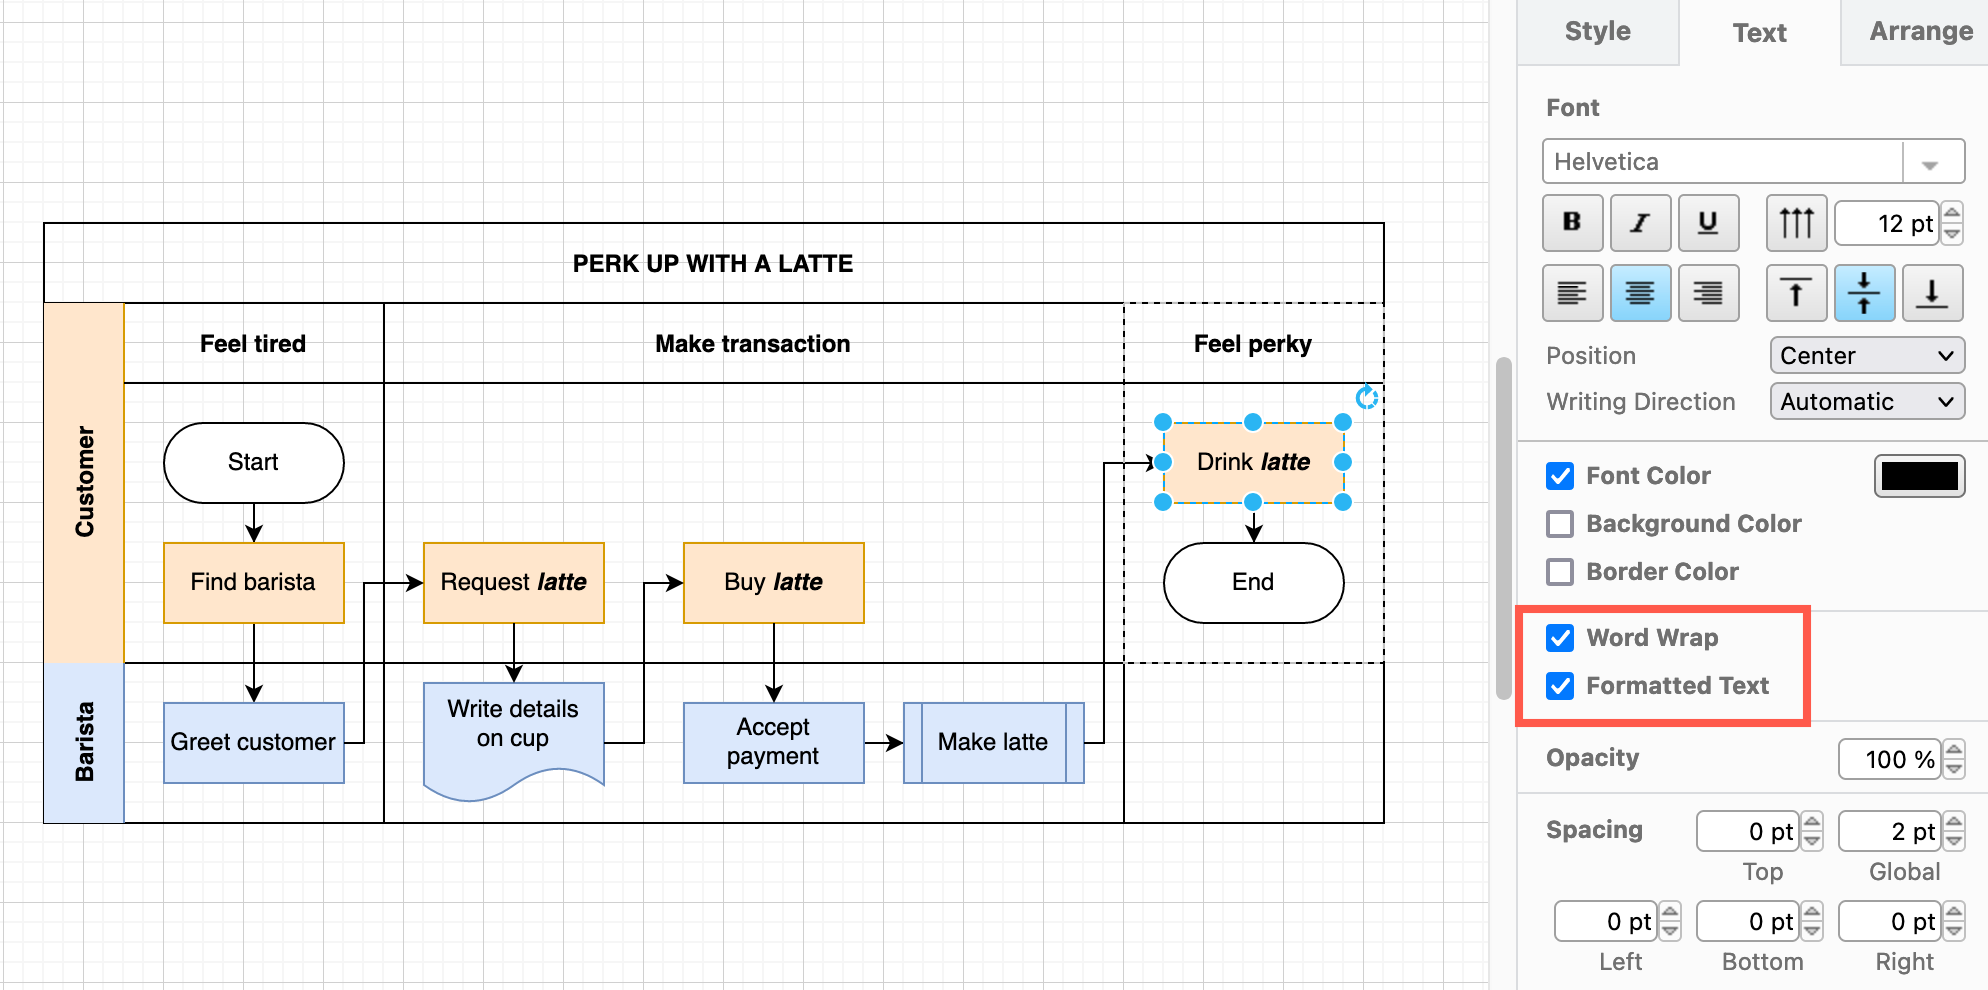 PERK UP WITH A LATTE
Customer
Feel tired
Make transaction
Feel perky
Start
Drink latte
Find barista
Request latte
Buy latte
End
Barista
Greet customer
Write details
on cup
Accept
payment
Make latte
Style
Text
Arrange
Font
Helvetica
B
I
U
12 pt
Position
Center
Writing Direction
Automatic
Font Color
Background Color
Border Color
Word Wrap
Formatted Text
Opacity
100 %
Spacing
0 pt
2 pt
Top
Global
0 pt
0 pt
0 pt
Left
Bottom
Right